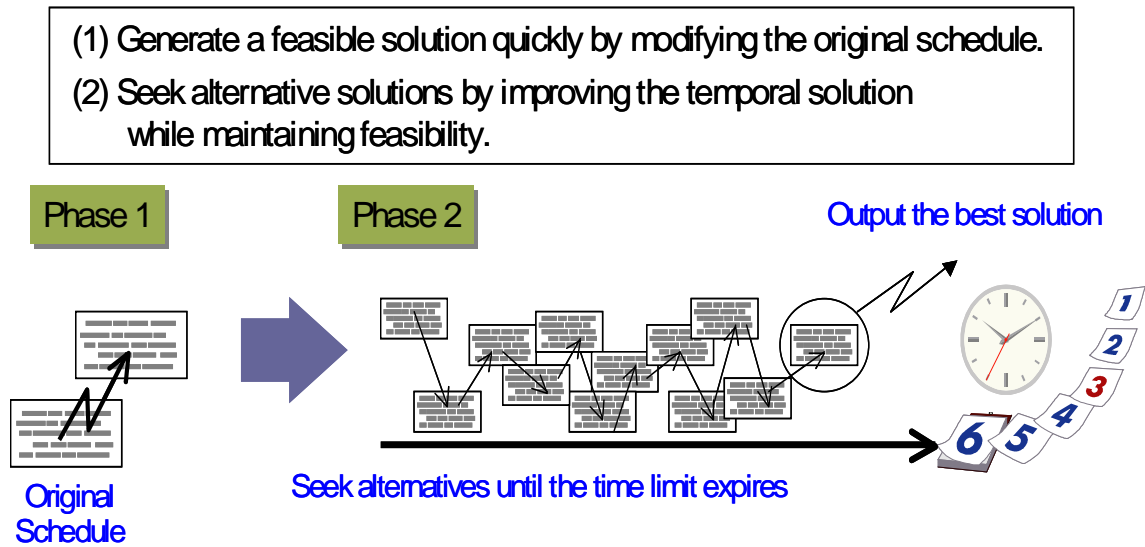 (1) Generate a feasible solution quickly by modifying the original schedule.
(2) Seek alternative solutions by improving the temporal solution
while maintaining feasibility.
Phase 1
Phase 2
Output the best solution
1
2
3
4
5
6
Original
Schedule
Seek alternatives until the time limit expires